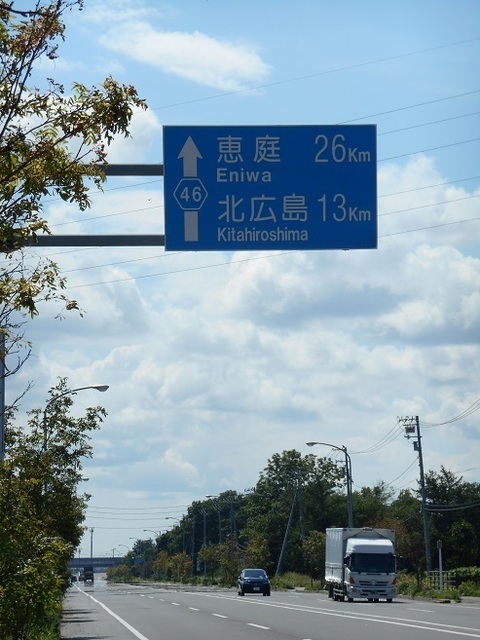 恵庭 26Km
Eniwa
46
北広島 13Km
Kitahiroshima